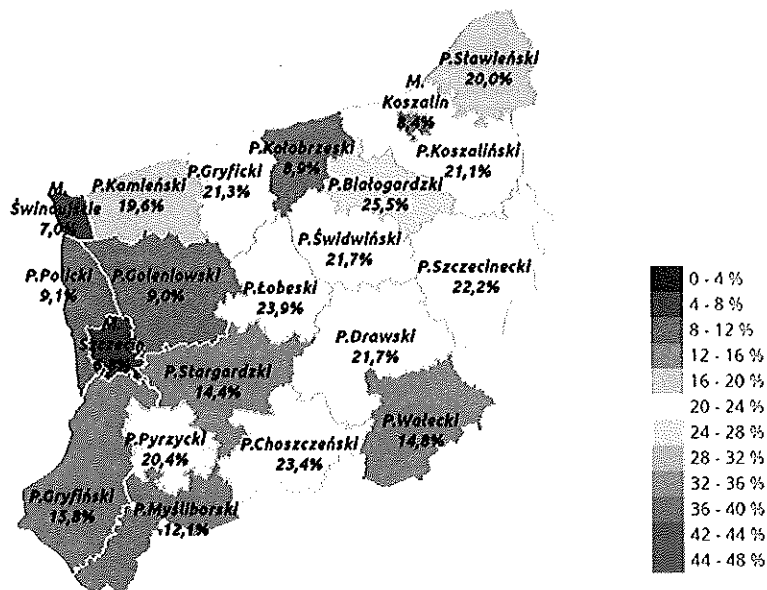 P.Sławieński
20,0%
M.
Koszalin
8,4%
P.Kołobrzeski
8,9%
P.Koszaliński
21,1%
P.Gryficki
21,3%
P.Białogardzki
25,5%
P.Kamieński
19,6%
M.
Świnoujście
7,0%
P.Świdwiński
21,7%
P.Szczecinecki
22,2%
P.Policki
9,1%
P.Goleniowski
9,0%
P.Łobeski
23,9%
P.Drawski
21,7%
M.
Szczecin
P.Stargardzki
14,4%
P.Wałecki
14,8%
P.Pyrzycki
20,4%
P.Choszczeński
23,4%
P.Gryfiński
15,8%
P.Myśliborski
12,1%
0 - 4 %
4 - 8 %
8 - 12 %
12 - 16 %
16 - 20 %
20 - 24 %
24 - 28 %
28 - 32 %
32 - 36 %
36 - 40 %
42 - 44 %
44 - 48 %